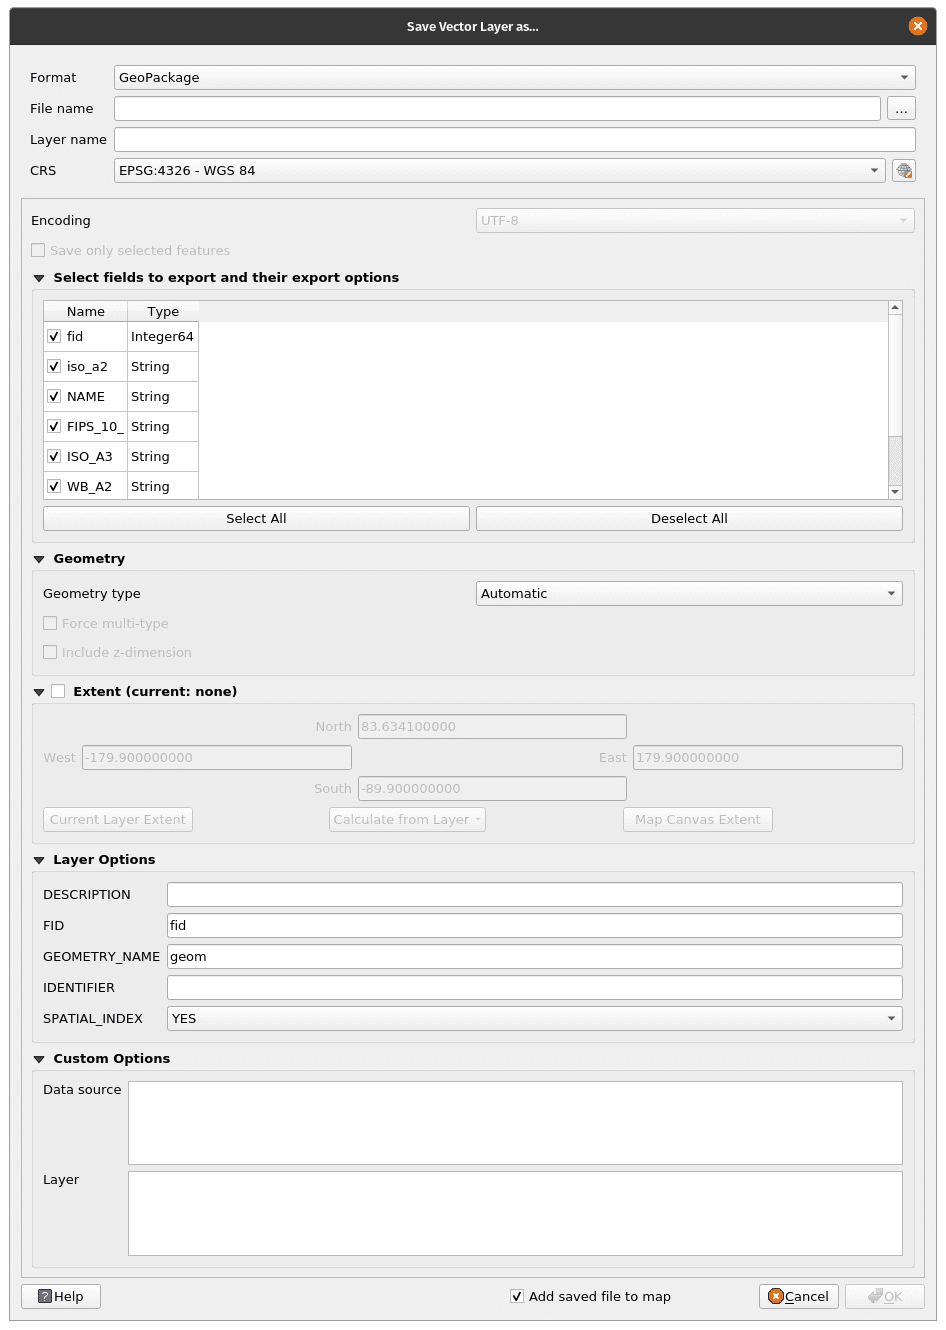 Save Vector Layer as...
Format GeoPackage
File name ...
Layer name
CRS EPSG:4326 - WGS 84
Encoding UTF-8
Save only selected features
Select fields to export and their export options
Name Type
fid Integer64
iso_a2 String
NAME String
FIPS_10_ String
ISO_A3 String
WB_A2 String
Select All Deselect All
Geometry
Geometry type Automatic
Force multi-type
Include z-dimension
Extent (current: none)
North 83.634100000
West -179.900000000 East 179.900000000
South -89.900000000
Current Layer Extent Calculate from Layer Map Canvas Extent
Layer Options
DESCRIPTION
FID fid
GEOMETRY_NAME geom
IDENTIFIER
SPATIAL_INDEX YES
Custom Options
Data source
Layer
? Help Add saved file to map Cancel OK